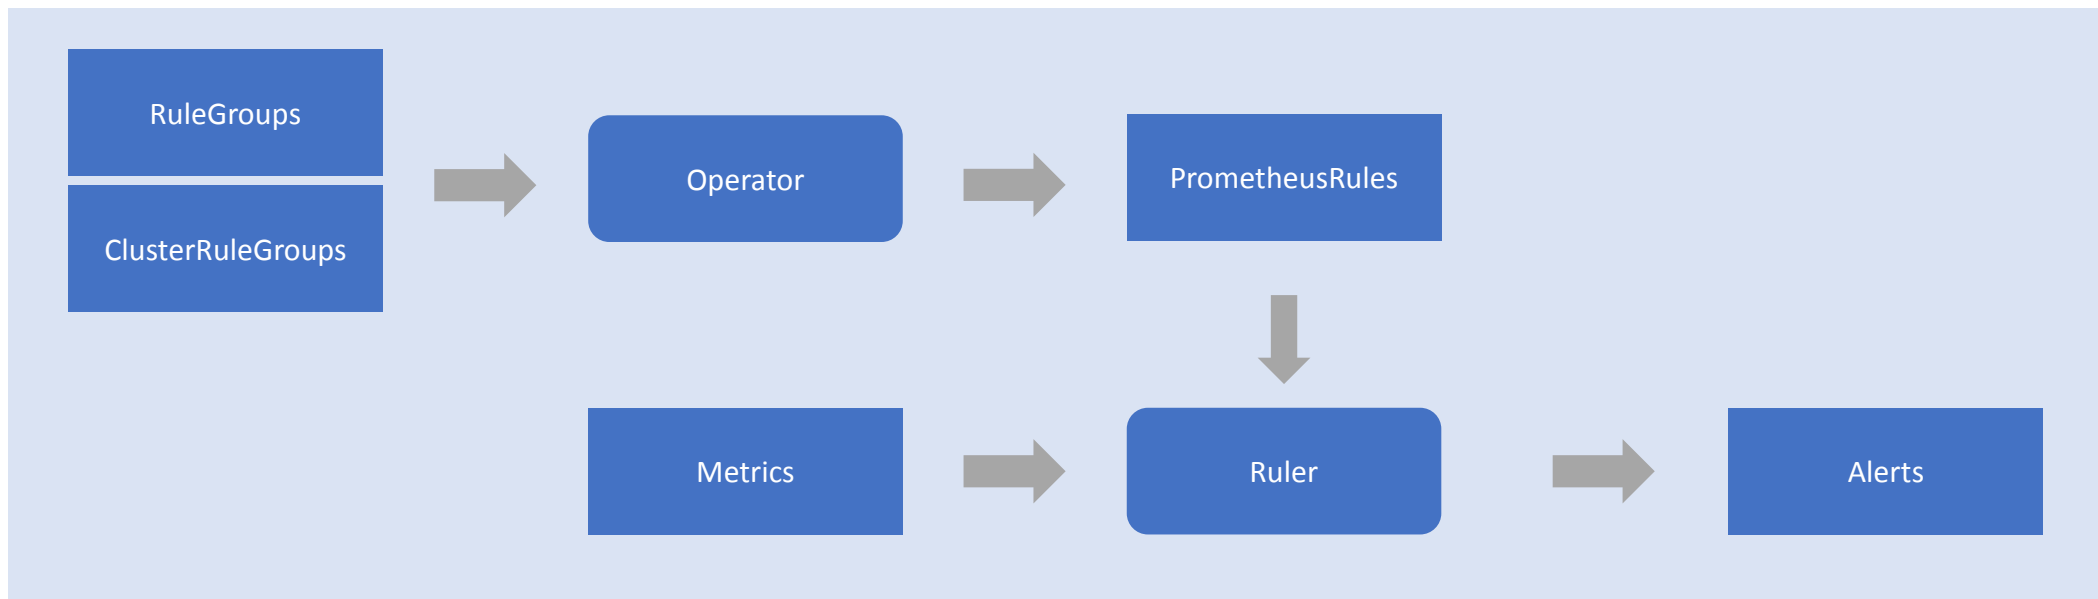 RuleGroups
ClusterRuleGroups
Operator
PrometheusRules
Metrics
Ruler
Alerts